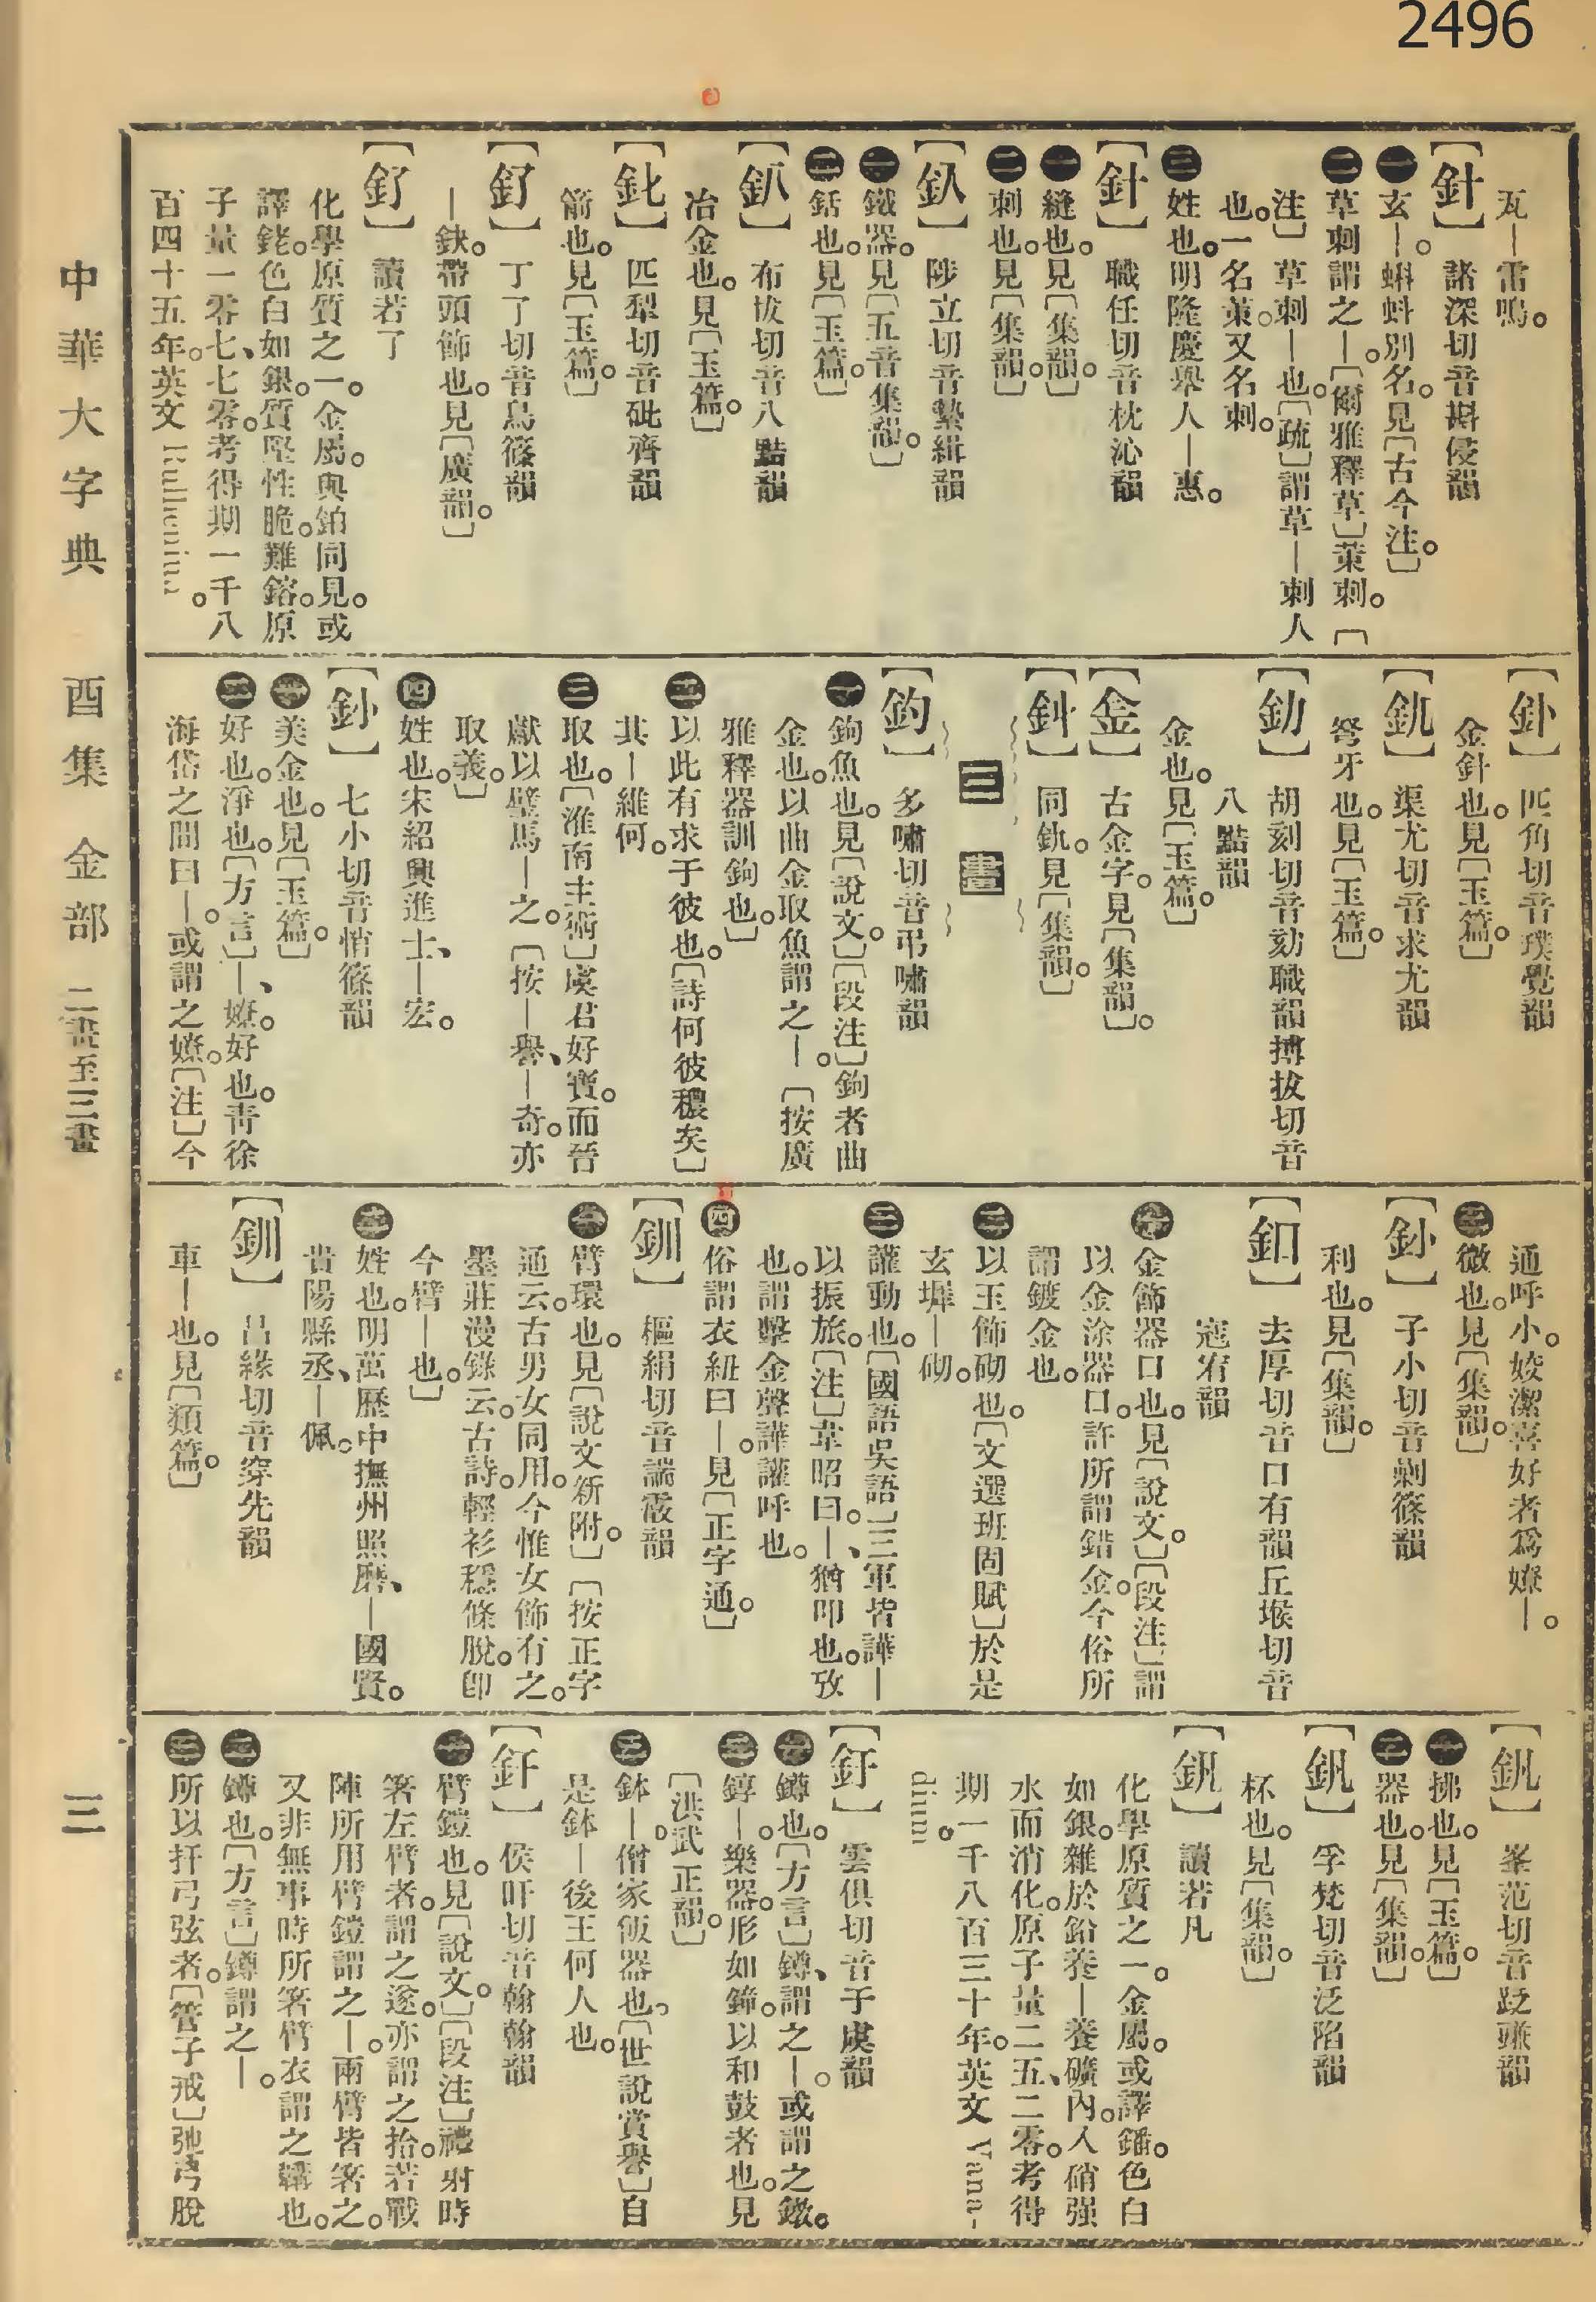 2496
瓦｜雷鳴。
【針】諸深切音斟侵韻
㊀玄｜。蝌蚪別名。見〔古今注。〕
㊁草刺謂之｜。〔爾雅釋草〕茦刺。〔
注〕草刺｜也。〔疏〕謂草｜刺人
也。一名茦。又名刺。
㊂姓也。明隆慶舉人｜惠。
【針】職任切音枕沁韻
㊀縫也。見〔集韻。〕
㊁刺也。見〔集韻。〕
【釞】陟立切音縶緝韻
㊀鐵器。見〔五音集韻。〕
㊁銛也。見〔玉篇。〕
【釟】布拔切音八黠韻
冶金也。見〔玉篇。〕
【鈚】匹犁切音砒齊韻
箭也。見〔玉篇。〕
【釕】丁了切音鳥篠韻
｜鈌。帶頭飾也。見〔廣韻。〕
【釕】讀若了
化學原質之一。金屬。與鉑同見。或
譯銠。色白如銀。質堅性脆。難鎔。原
子量一零七、七零。考得期一千八
百四十五年。英文Ruthenium。
【釙】匹角切音璞覺韻
金針也。見〔玉篇。〕
【釚】渠尤切音求尤韻
弩牙也。見〔玉篇。〕
【釛】胡刻切音劾職韻搏拔切音
八黠韻
金也。見〔玉篇。〕
【金】古金字。見〔集韻。〕
【釻】同釚。見〔集韻。〕
三畫
【釣】多嘯切音弔嘯韻
㊀鉤魚也。見〔說文。〕〔段注〕鉤者曲
金也。以曲金取魚謂之｜。〔按廣
雅釋器訓鉤也。〕
㊁以此有求于彼也。〔詩何彼穠矣〕
其｜維何。
㊂取也。〔淮南主術〕虞君好寶。而晉
獻以璧馬｜之。〔按｜譽、｜奇。亦
取義。〕
㊃姓也。宋紹興進士、｜宏。
【釥】七小切音悄篠韻
㊀美金也。見〔玉篇。〕
㊁好也。淨也。〔方言〕｜、嫽。好也。靑徐
海岱之間曰｜。或謂之嫽。〔注〕今
通呼小。姣潔喜好者爲嫽｜。
㊂微也。見〔集韻。〕
【釥】子小切音剿篠韻
利也。見〔集韻。〕
【釦】去厚切音口有韻丘堠切音
寇宥韻
㊀金飾器口也。見〔說文。〕〔段注〕謂
以金涂器口。許所謂錯金。今俗所
謂鍍金也。
㊁以玉飾砌也。〔文選班固賦〕於是
玄墀｜砌。
㊂讙動也。〔國語吳語〕三軍皆譁｜
以振旅。〔注〕韋昭曰。｜、猶叩也。攷
也。謂擊金聲譁讙呼也。
㊃俗謂衣紐曰｜。見〔正字通。〕
【釧】樞絹切音諯霰韻
㊀臂環也。見〔說文新附。〕〔按正字
通云。古男女同用。今惟女飾有之。
墨莊漫錄云。古詩。輕衫穩條脫。卽
今臂｜也。〕
㊁姓也。明萬歷中撫州照磨、｜國賢。
貴陽縣丞、｜佩。
【釧】昌緣切音穿先韻
車｜也。見〔類篇。〕
【釩】峯范切音𧿧豏韻
㊀拂也。見〔玉篇。〕
㊁器也。見〔集韻。〕
【釩】孚梵切音泛陷韻
杯也。見〔集韻。〕
【釩】讀若凡
化學原質之一。金屬。或譯鐇。色白
如銀。雜於鉛養｜養礦內。人硝强
水而消化。原子量二五、二零。考得
期一千八百三十年。英文Vana-
dium。
【釪】雲俱切音于虞韻
㊀鐏也。〔方言〕鐏、謂之｜。或謂之鐓。
㊁錞｜。樂器。形如鐘。以和鼓者也。見
〔洪武正韻。〕
㊂鉢｜。僧家飯器也。〔世說賞譽〕自
是鉢｜後王何人也。
【釬】侯旰切音翰翰韻
㊀臂鎧也。見〔說文。〕〔段注〕禮射時
箸左臂者。謂之遂。亦謂之拾。若戰
陣所用臂鎧謂之｜。兩臂皆箸之。
又非無事時所箸臂衣謂之韝也。
㊁鐏也。〔方言〕鐏謂之｜。
㊂所以扞弓弦者。〔管子戒〕弛弓脫
中華大字典　酉集　金部　二畫至三畫　三